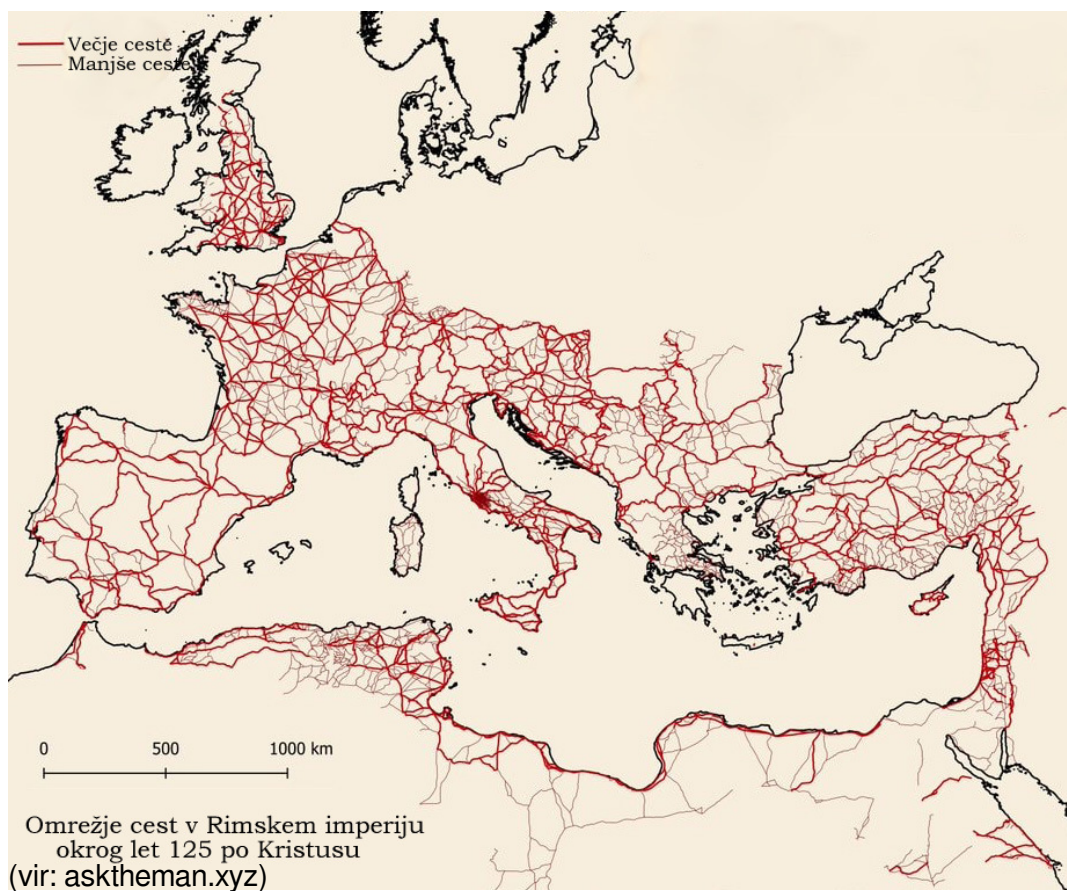 Večje ceste
Manjše ceste
0 500 1000 km
Omrežje cest v Rimskem imperiju
okrog let 125 po Kristusu
(vir: asktheman.xyz)